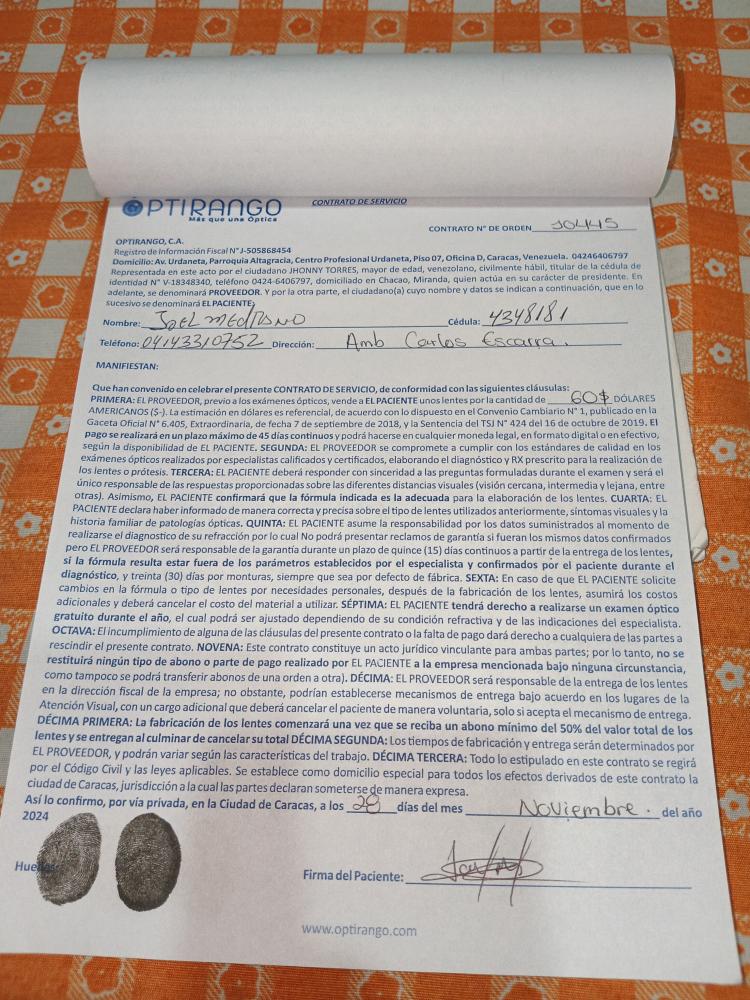 OPTIRANGO
Más que una Óptica
CONTRATO DE SERVICIO
CONTRATO N° DE ORDEN 10445
OPTIRANGO, C.A.
Registro de Información Fiscal N°J-505868454
Domicilio: Av. Urdaneta, Parroquia Altagracia, Centro Profesional Urdaneta, Piso 07, Oficina D, Caracas, Venezuela. 04246406797
Representada en este acto por el ciudadano JHONNY TORRES, mayor de edad, venezolano, civilmente hábil, titular de la cédula de
identidad N° V-18348340, teléfono 0424-6406797, domiciliado en Chacao, Miranda, quien actúa en su carácter de presidente. En
adelante, se denominará PROVEEDOR. Y por la otra parte, el ciudadano(a) cuyo nombre y datos se indican a continuación, que en lo
sucesivo se denominará EL PACIENTE;
Nombre: JOEL MEDRANO Cédula: 4348181
Teléfono: 04143310752 Dirección: Amb Carlos Escarra.
MANIFIESTAN:
Que han convenido en celebrar el presente CONTRATO DE SERVICIO, de conformidad con las siguientes cláusulas:
PRIMERA: EL PROVEEDOR, previo a los exámenes ópticos, vende a EL PACIENTE unos lentes por la cantidad de 60$ DÓLARES
AMERICANOS ($-). La estimación en dólares es referencial, de acuerdo con lo dispuesto en el Convenio Cambiario N° 1, publicado en la
Gaceta Oficial N° 6.405, Extraordinaria, de fecha 7 de septiembre de 2018, y la Sentencia del TSJ N° 424 del 16 de octubre de 2019. El
pago se realizará en un plazo máximo de 45 días continuos y podrá hacerse en cualquier moneda legal, en formato digital o en efectivo,
según la disponibilidad de EL PACIENTE. SEGUNDA: EL PROVEEDOR se compromete a cumplir con los estándares de calidad en los
exámenes ópticos realizados por especialistas calificados y certificados, elaborando el diagnóstico y RX prescrito para la realización de
los lentes o prótesis. TERCERA: EL PACIENTE deberá responder con sinceridad a las preguntas formuladas durante el examen y será el
único responsable de las respuestas proporcionadas sobre las diferentes distancias visuales (visión cercana, intermedia y lejana, entre
otras). Asimismo, EL PACIENTE confirmará que la fórmula indicada es la adecuada para la elaboración de los lentes. CUARTA: EL
PACIENTE declara haber informado de manera correcta y precisa sobre el tipo de lentes utilizados anteriormente, síntomas visuales y la
historia familiar de patologías ópticas. QUINTA: EL PACIENTE asume la responsabilidad por los datos suministrados al momento de
realizarse el diagnostico de su refracción por lo cual No podrá presentar reclamos de garantía si fueran los mismos datos confirmados
pero EL PROVEEDOR será responsable de la garantía durante un plazo de quince (15) días continuos a partir de la entrega de los lentes,
si la fórmula resulta estar fuera de los parámetros establecidos por el especialista y confirmados por el paciente durante el
diagnóstico, y treinta (30) días por monturas, siempre que sea por defecto de fábrica. SEXTA: En caso de que EL PACIENTE solicite
cambios en la fórmula o tipo de lentes por necesidades personales, después de la fabricación de los lentes, asumirá los costos
adicionales y deberá cancelar el costo del material a utilizar. SÉPTIMA: EL PACIENTE tendrá derecho a realizarse un examen óptico
gratuito durante el año, el cual podrá ser ajustado dependiendo de su condición refractiva y de las indicaciones del especialista.
OCTAVA: El incumplimiento de alguna de las cláusulas del presente contrato o la falta de pago dará derecho a cualquiera de las partes a
rescindir el presente contrato. NOVENA: Este contrato constituye un acto jurídico vinculante para ambas partes; por lo tanto, no se
restituirá ningún tipo de abono o parte de pago realizado por EL PACIENTE a la empresa mencionada bajo ninguna circunstancia,
como tampoco se podrá transferir abonos de una orden a otra). DÉCIMA: EL PROVEEDOR será responsable de la entrega de los lentes
en la dirección fiscal de la empresa; no obstante, podrían establecerse mecanismos de entrega bajo acuerdo en los lugares de la
Atención Visual, con un cargo adicional que deberá cancelar el paciente de manera voluntaria, solo si acepta el mecanismo de entrega.
DÉCIMA PRIMERA: La fabricación de los lentes comenzará una vez que se reciba un abono mínimo del 50% del valor total de los
lentes y se entregan al culminar de cancelar su total DÉCIMA SEGUNDA: Los tiempos de fabricación y entrega serán determinados por
EL PROVEEDOR, y podrán variar según las características del trabajo. DÉCIMA TERCERA: Todo lo estipulado en este contrato se regirá
por el Código Civil y las leyes aplicables. Se establece como domicilio especial para todos los efectos derivados de este contrato la
ciudad de Caracas, jurisdicción a la cual las partes declaran someterse de manera expresa.
Así lo confirmo, por vía privada, en la Ciudad de Caracas, a los 28 días del mes Noviembre. del año
2024
Huellas:
Firma del Paciente:
www.optirango.com